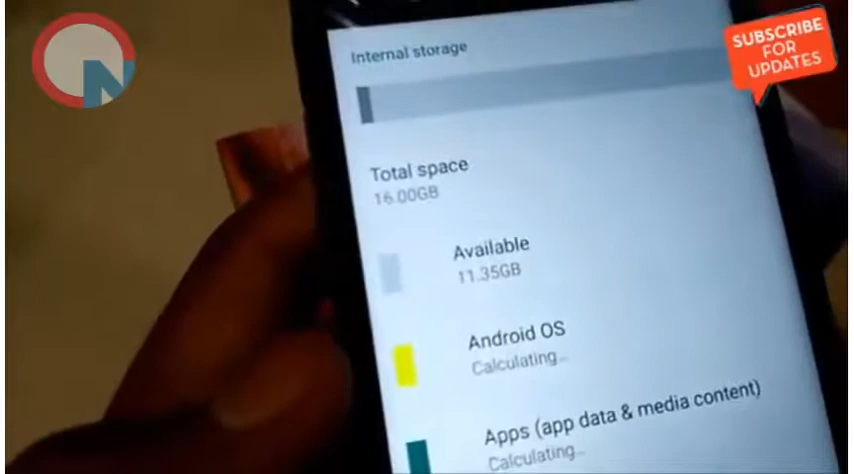 Internal storage
SUBSCRIBE
FOR
UPDATES
Total space
16.00GB
Available
11.35GB
Android OS
Calculating...
Apps (app data & media content)
Calculating...